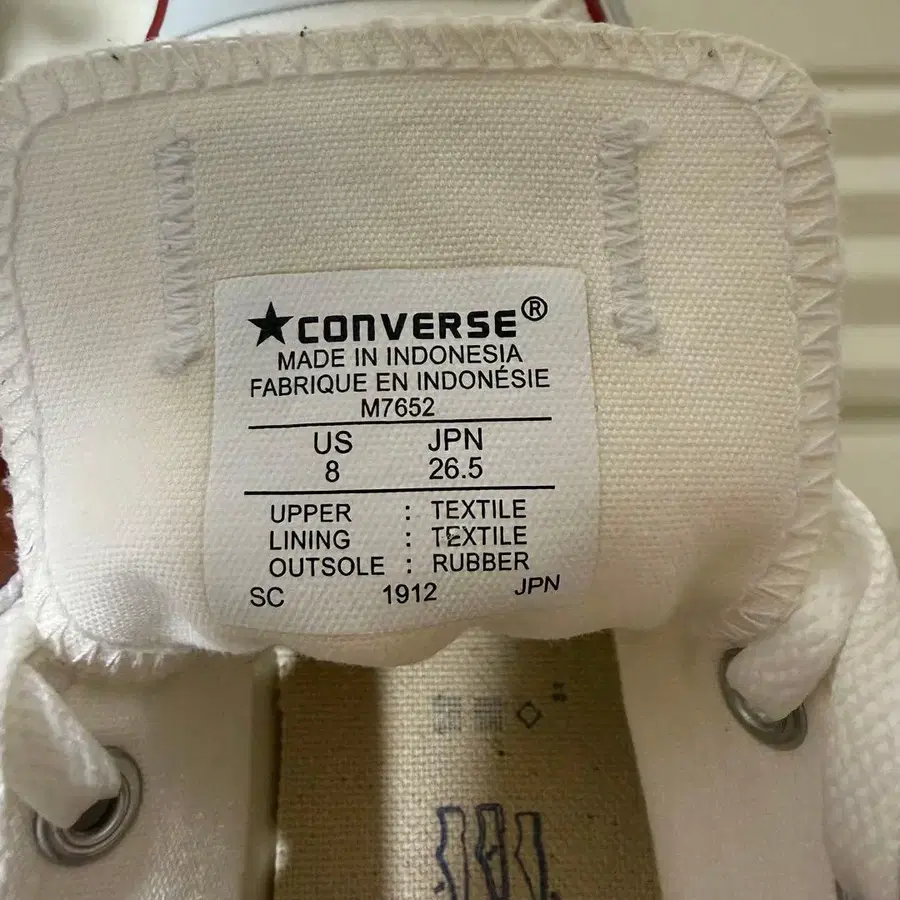 ★CONVERSE®
MADE IN INDONESIA
FABRIQUE EN INDONÉSIE
M7652
US JPN
8 26.5
UPPER : TEXTILE
LINING : TEXTILE
OUTSOLE : RUBBER
SC 1912 JPN